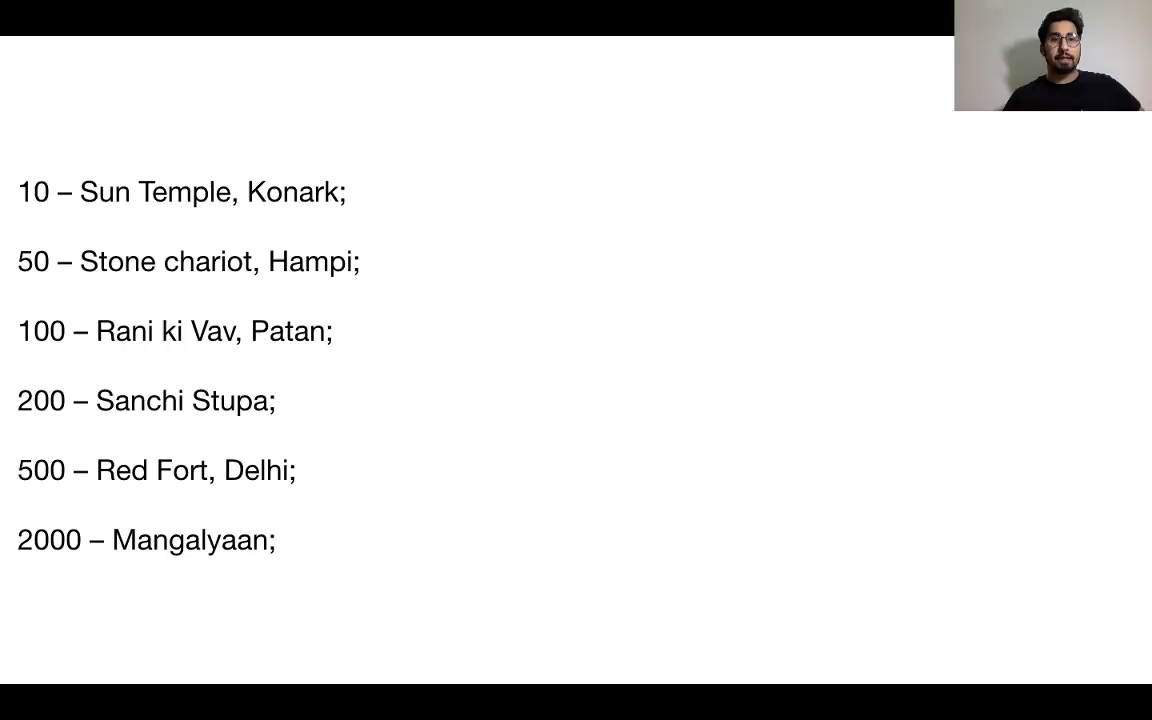 10 – Sun Temple, Konark;
50 – Stone chariot, Hampi;
100 – Rani ki Vav, Patan;
200 – Sanchi Stupa;
500 – Red Fort, Delhi;
2000 – Mangalyaan;